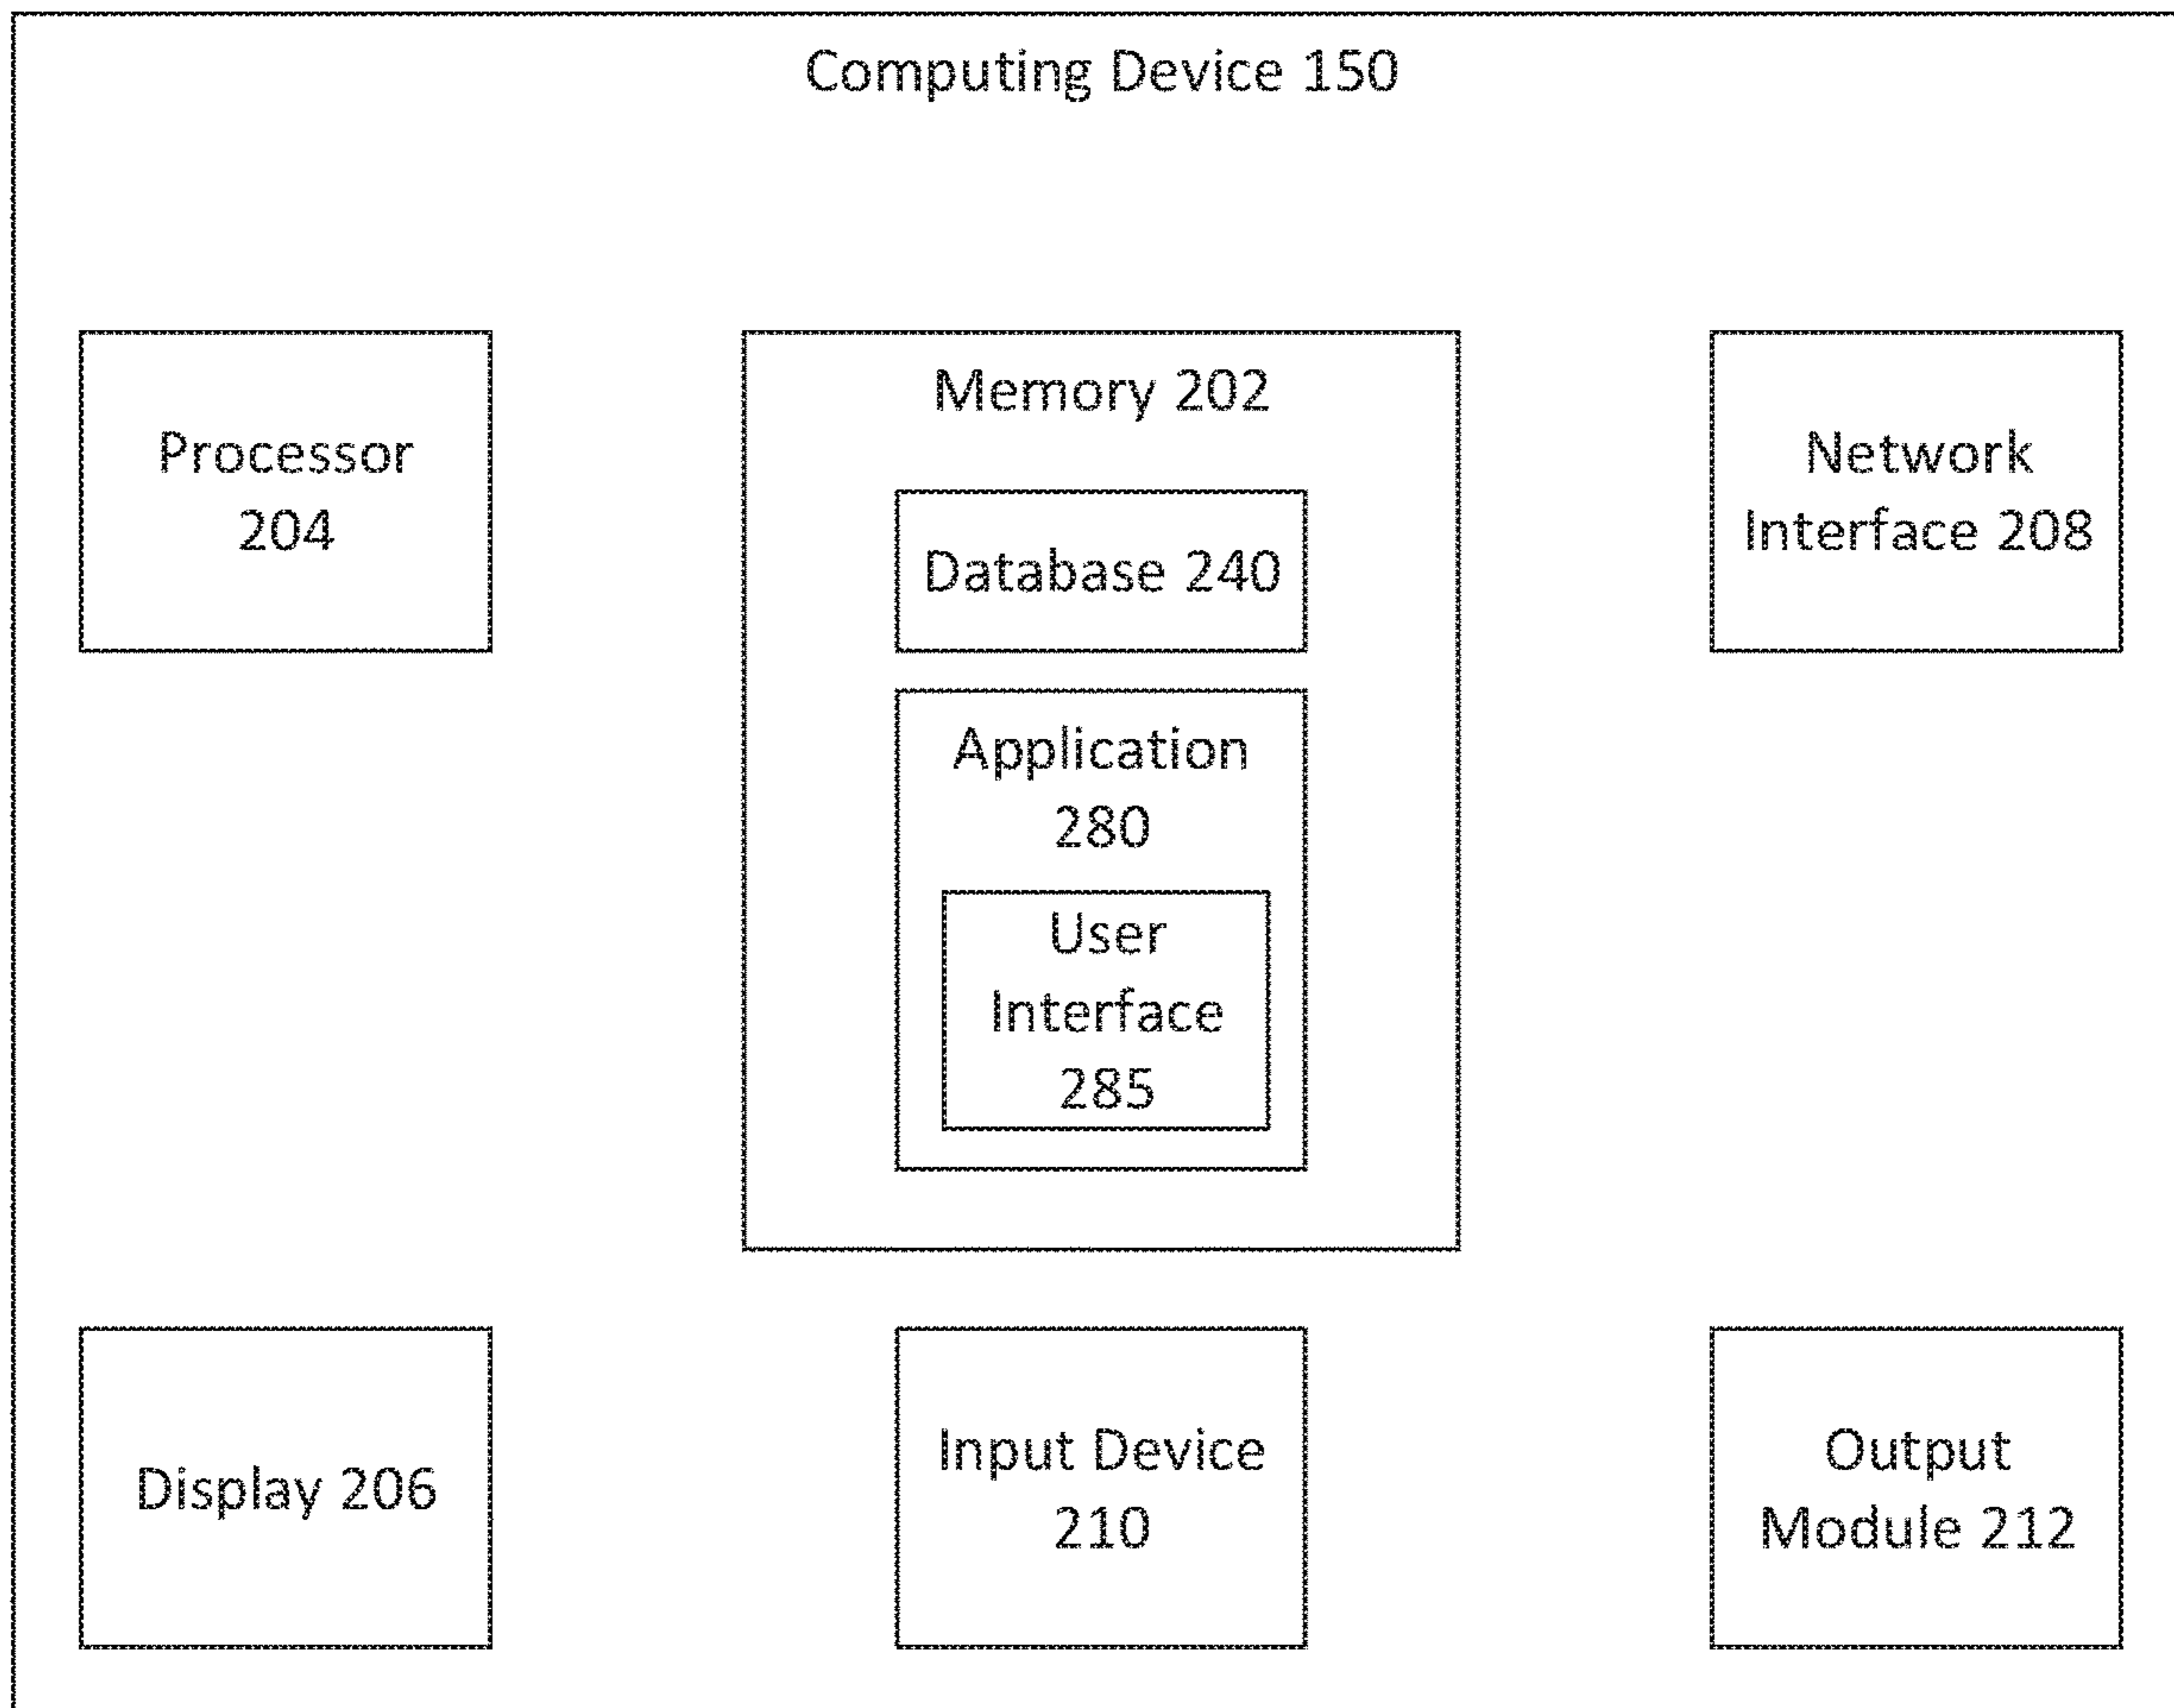 Computing Device 150
Processor
204
Memory 202
Database 240
Application
280
User
Interface
285
Network
Interface 208
Display 206
Input Device
210
Output
Module 212